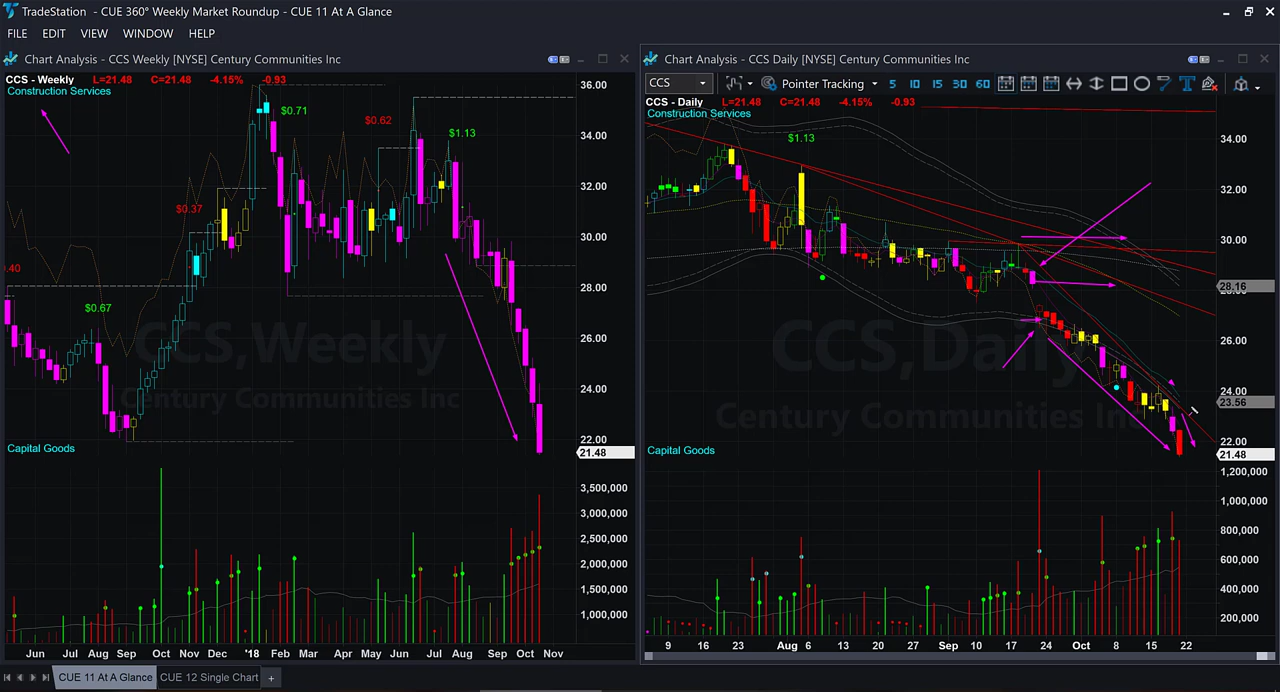 TradeStation - CUE 360° Weekly Market Roundup - CUE 11 At A Glance
FILE EDIT VIEW WINDOW HELP
Chart Analysis - CCS Weekly [NYSE] Century Communities Inc
CCS - Weekly L=21.48 C=21.48 -4.15% -0.93
Construction Services
$0.71
$0.62
$1.13
$0.37
.40
$0.67
CCS,Weekly
Century Communities Inc
Capital Goods
36.00
34.00
32.00
30.00
28.00
26.00
24.00
22.00
21.48
3,500,000
3,000,000
2,500,000
2,000,000
1,500,000
1,000,000
Jun Jul Aug Sep Oct Nov Dec '18 Feb Mar Apr May Jun Jul Aug Sep Oct Nov
Chart Analysis - CCS Daily [NYSE] Century Communities Inc
CCS Pointer Tracking 5 10 15 30 60
CCS - Daily L=21.48 C=21.48 -4.15% -0.93
Construction Services
$1.13
CCS,Daily
Century Communities Inc
Capital Goods
34.00
32.00
30.00
28.16
26.00
24.00
23.56
22.00
21.48
1,200,000
1,000,000
800,000
600,000
400,000
200,000
9 16 23 Aug 6 13 20 27 Sep 10 17 24 Oct 8 15 22
CUE 11 At A Glance CUE 12 Single Chart +